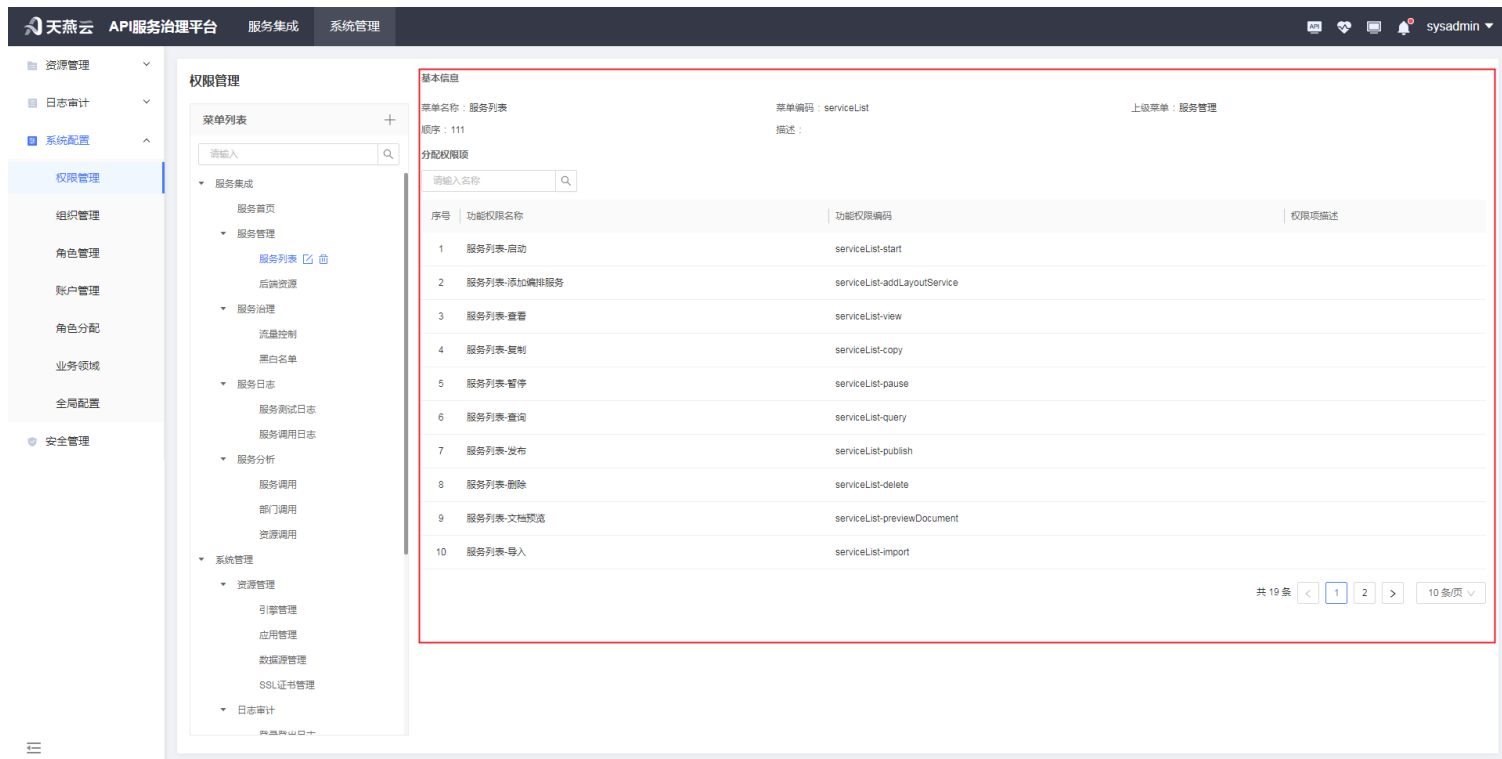 天燕云 API服务治理平台 服务集成 系统管理 API sysadmin
资源管理
日志审计
系统配置
权限管理
组织管理
角色管理
账户管理
角色分配
业务领域
全局配置
安全管理
权限管理
菜单列表
请输入
服务集成
服务首页
服务管理
服务列表
后端资源
服务治理
流量控制
黑白名单
服务日志
服务测试日志
服务调用日志
服务分析
服务调用
部门调用
资源调用
系统管理
资源管理
引擎管理
应用管理
数据源管理
SSL证书管理
日志审计
登录登出日志
基本信息
菜单名称：服务列表 菜单编码：serviceList 上级菜单：服务管理
顺序：111 描述：
分配权限项
请输入名称
序号 功能权限名称 功能权限编码 权限项描述
1 服务列表-启动 serviceList-start
2 服务列表-添加编排服务 serviceList-addLayoutService
3 服务列表-查看 serviceList-view
4 服务列表-复制 serviceList-copy
5 服务列表-暂停 serviceList-pause
6 服务列表-查询 serviceList-query
7 服务列表-发布 serviceList-publish
8 服务列表-删除 serviceList-delete
9 服务列表-文档预览 serviceList-previewDocument
10 服务列表-导入 serviceList-import
共 19 条 < 1 2 > 10 条/页